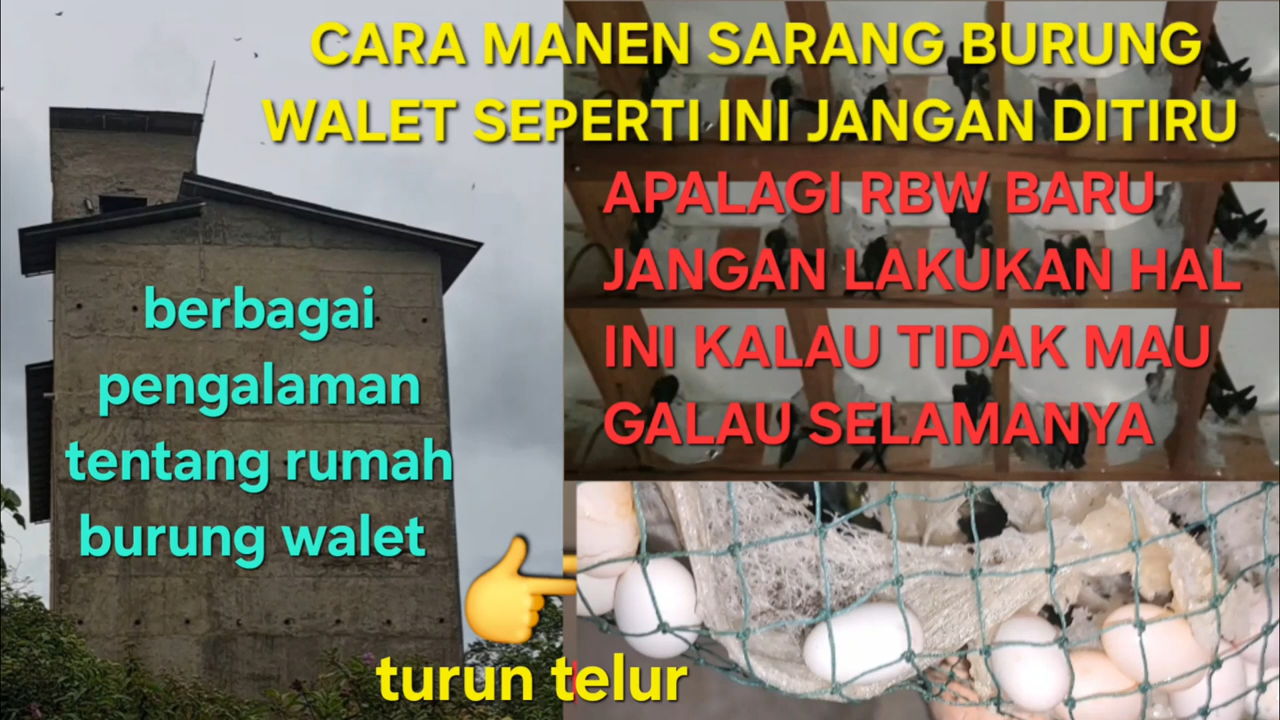 CARA MANEN SARANG BURUNG
WALET SEPERTI INI JANGAN DITIRU
APALAGI RBW BARU
JANGAN LAKUKAN HAL
INI KALAU TIDAK MAU
GALAU SELAMANYA
berbagai
pengalaman
tentang rumah
burung walet
turun telur